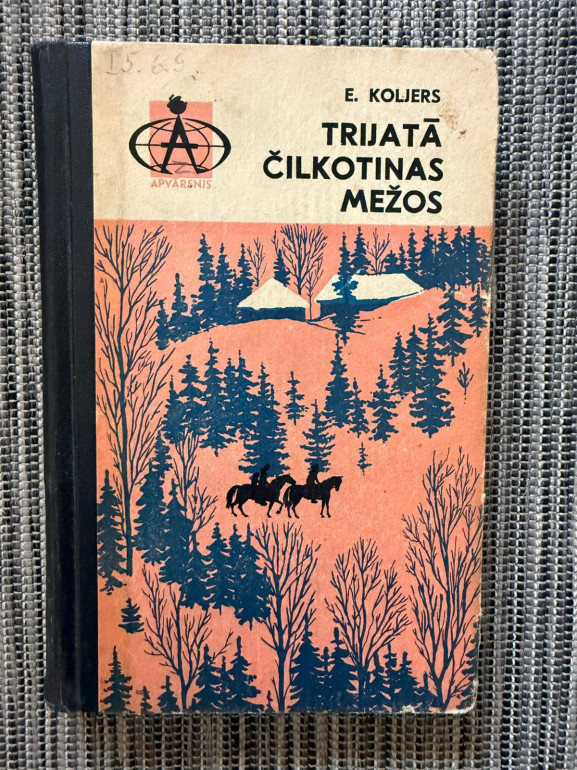 15.69.
E. KOLJERS
TRIJATĀ
ČILKOTINAS
MEŽOS
A
APVĀRSNIS